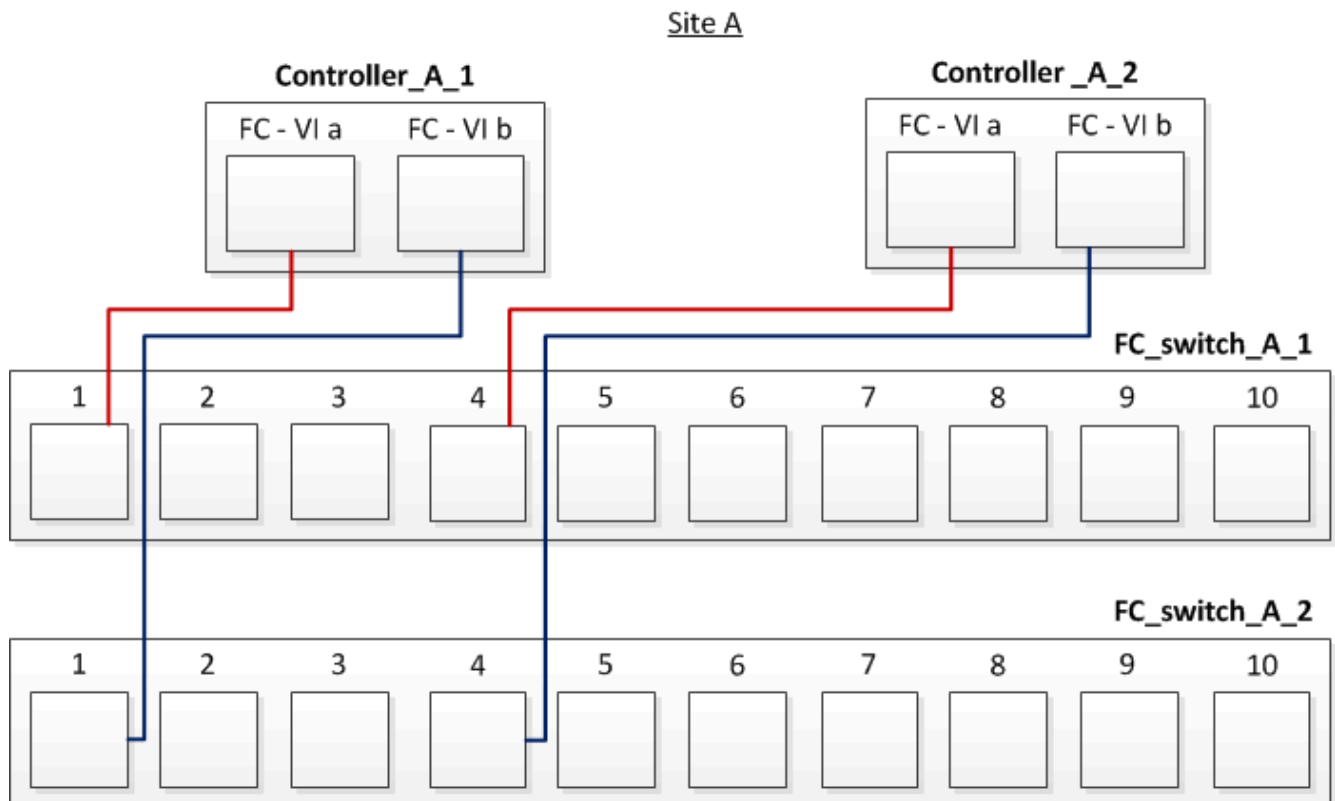 Site A
Controller_A_1
Controller _A_2
FC - VI a FC - VI b
FC - VI a FC - VI b
FC_switch_A_1
1 2 3 4 5 6 7 8 9 10
FC_switch_A_2
1 2 3 4 5 6 7 8 9 10